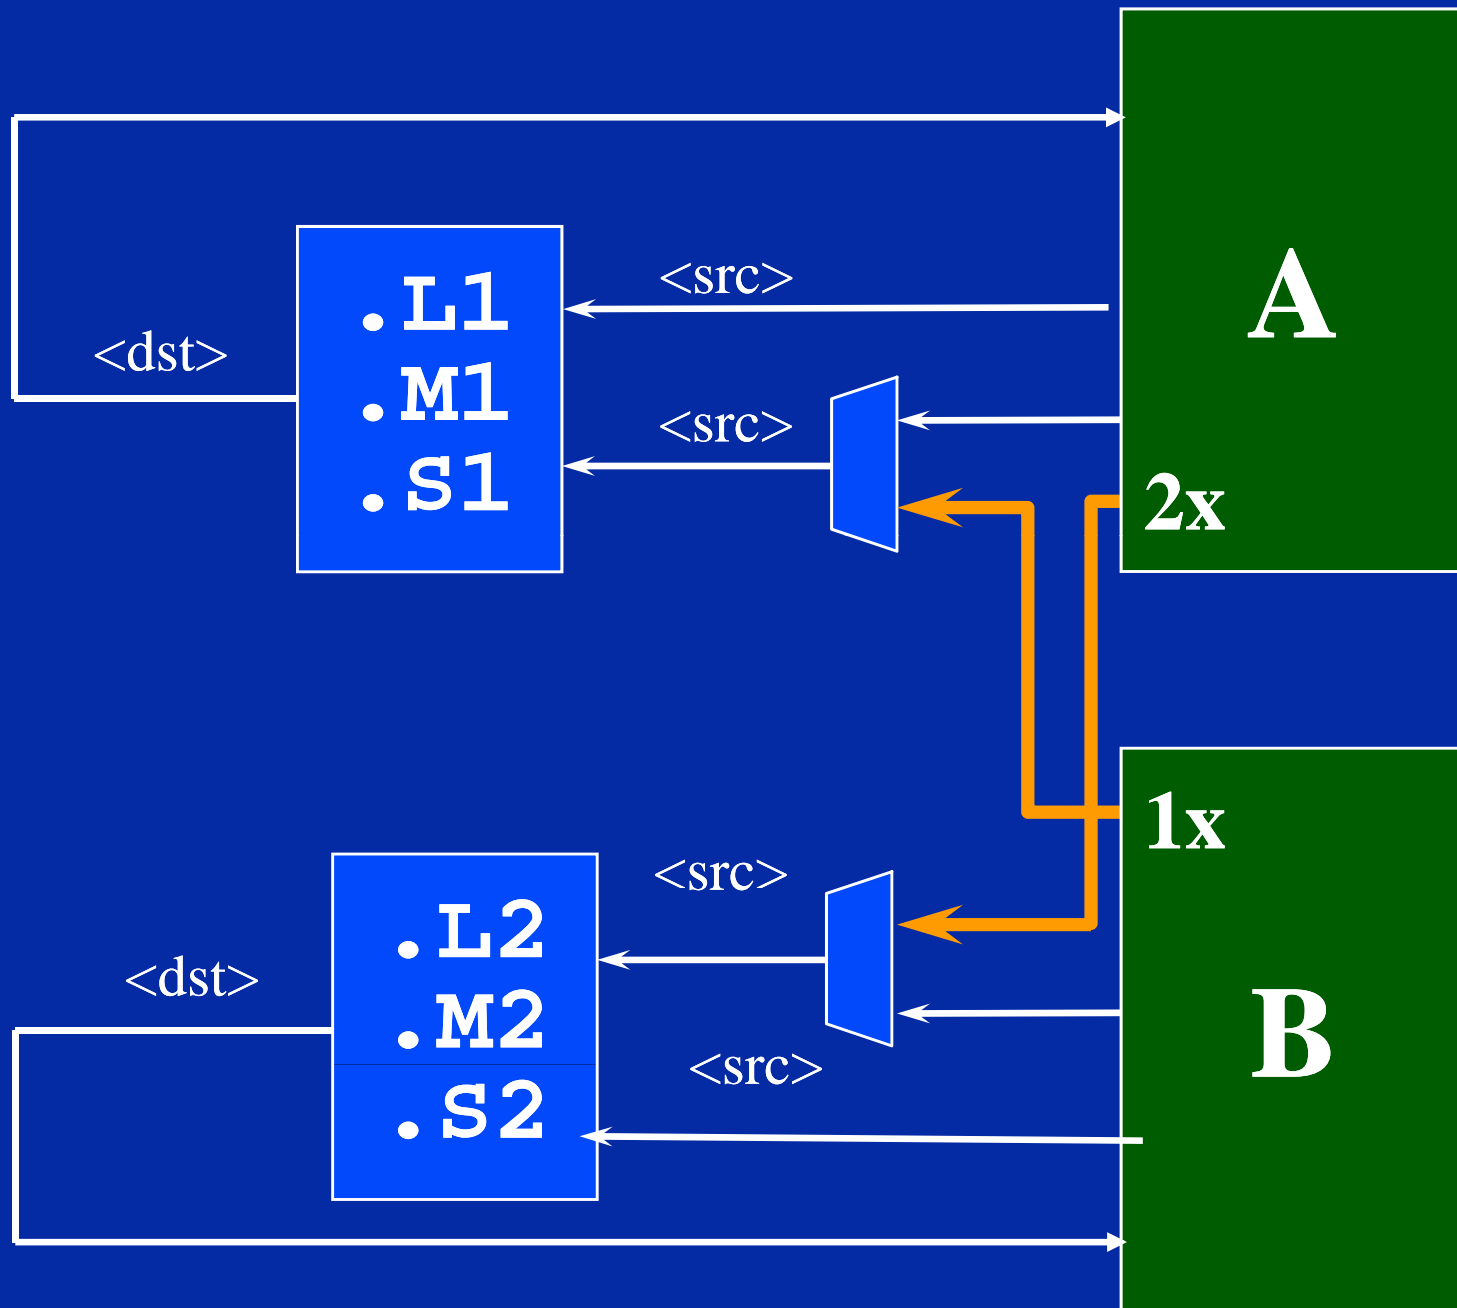 <src>
.L1
A
<dst>
.M1
<src>
.S1
2x
1x
<src>
.L2
<dst>
.M2
B
<src>
.S2